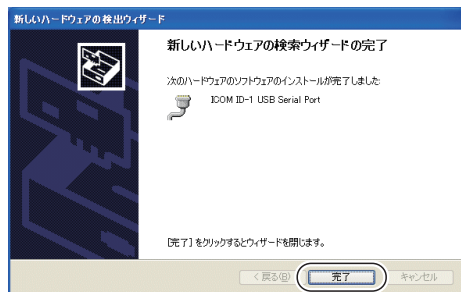 新しいハードウェアの検出ウィザード
新しいハードウェアの検索ウィザードの完了
次のハードウェアのソフトウェアのインストールが完了しました:
ICOM ID-1 USB Serial Port
[完了] をクリックするとウィザードを閉じます。
< 戻る(B) 完了 キャンセル